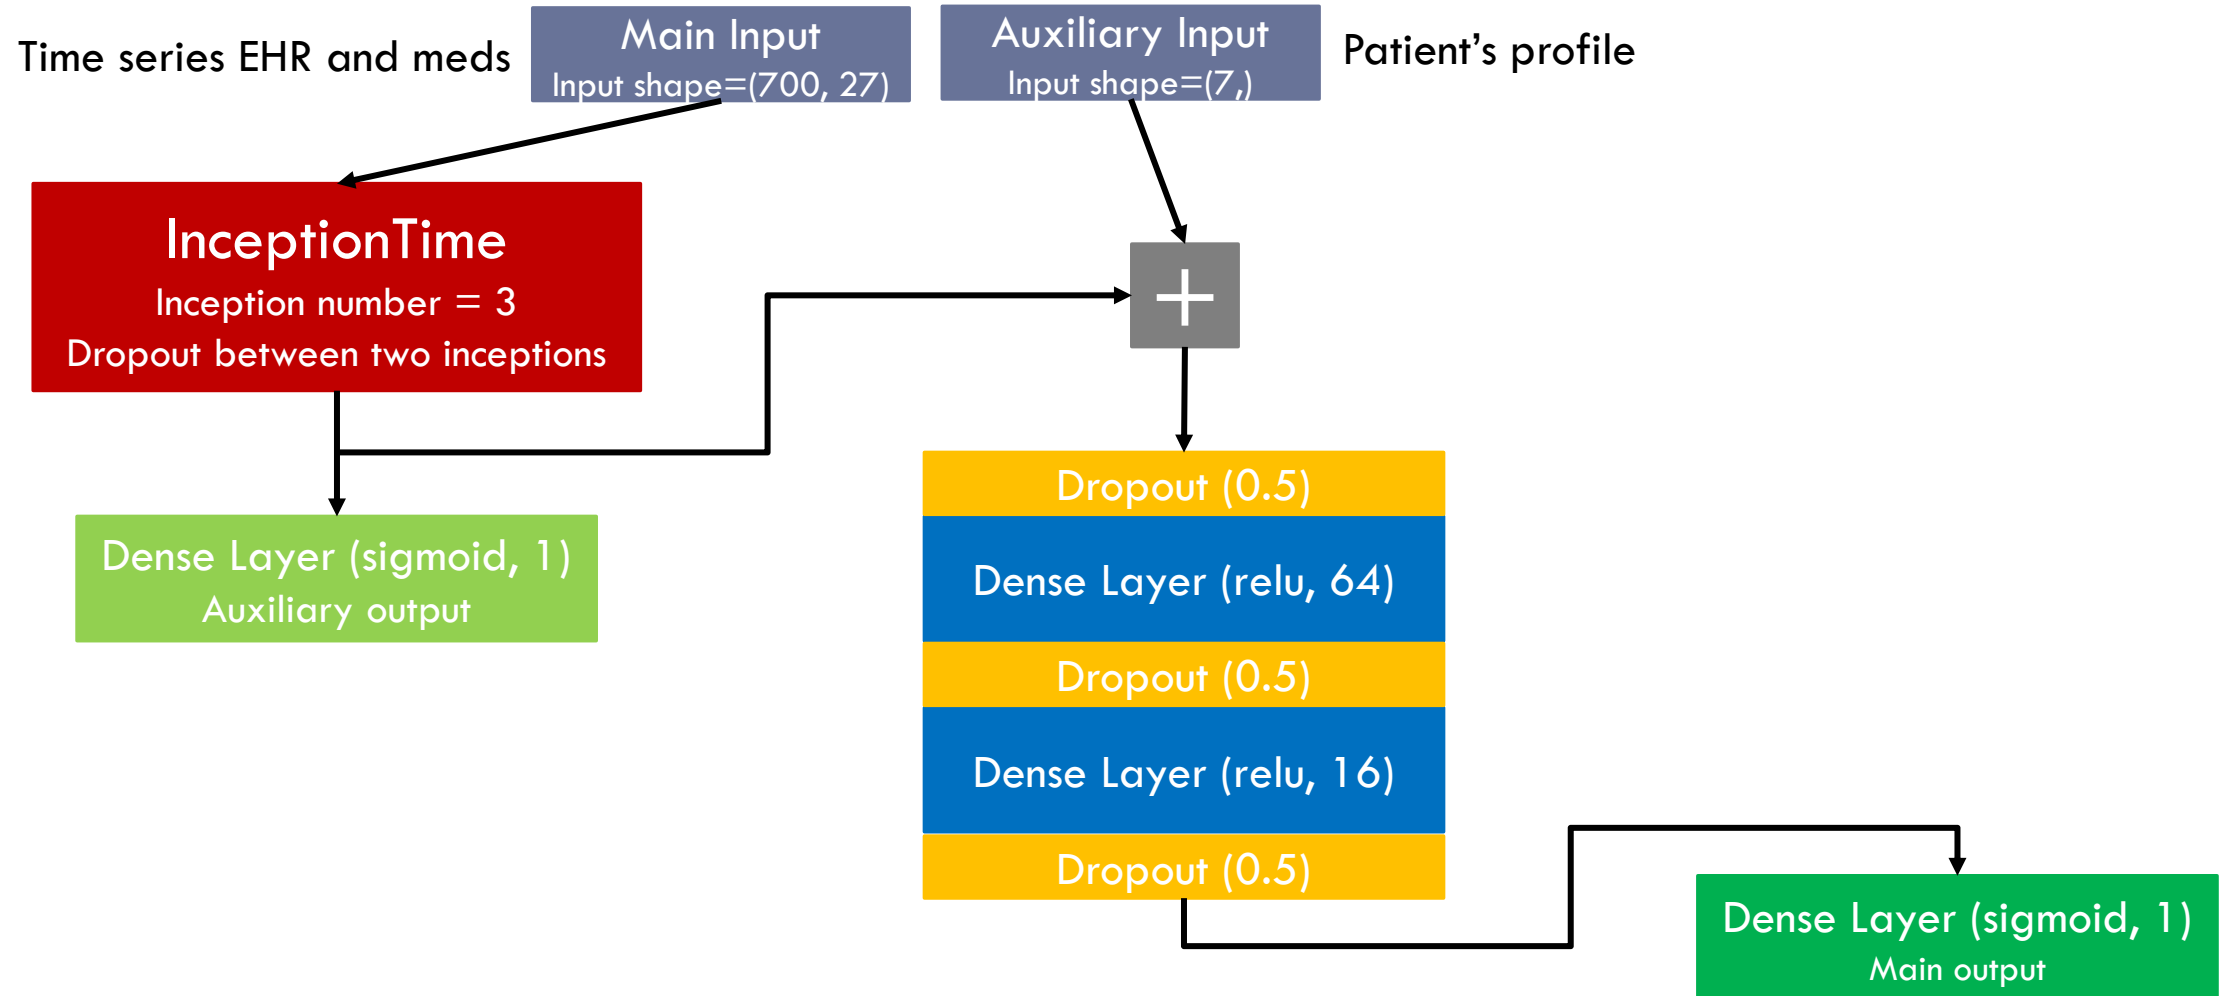 Time series EHR and meds
Main Input
Input shape=(700, 27)
Auxiliary Input
Input shape=(7,)
Patient’s profile
InceptionTime
Inception number = 3
Dropout between two inceptions
+
Dense Layer (sigmoid, 1)
Auxiliary output
Dropout (0.5)
Dense Layer (relu, 64)
Dropout (0.5)
Dense Layer (relu, 16)
Dropout (0.5)
Dense Layer (sigmoid, 1)
Main output